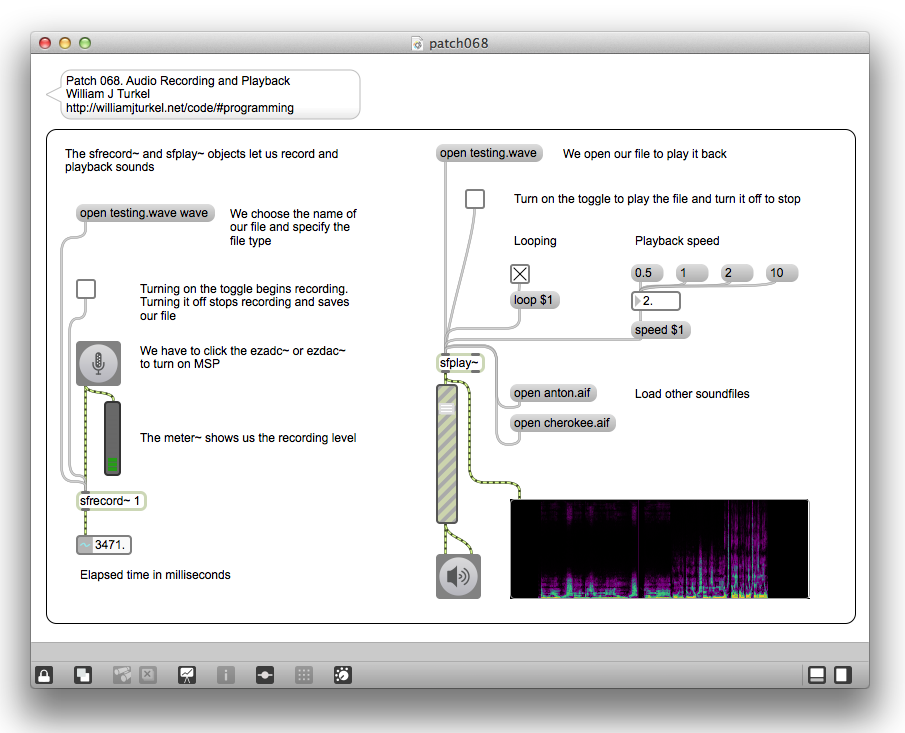 patch068
Patch 068. Audio Recording and Playback
William J Turkel
http://williamjturkel.net/code/#programming
The sfrecord~ and sfplay~ objects let us record and
playback sounds
open testing.wave wave
We choose the name of
our file and specify the
file type
Turning on the toggle begins recording.
Turning it off stops recording and saves
our file
We have to click the ezadc~ or ezdac~
to turn on MSP
The meter~ shows us the recording level
sfrecord~ 1
~ 3471.
Elapsed time in milliseconds
open testing.wave
We open our file to play it back
Turn on the toggle to play the file and turn it off to stop
Looping
Playback speed
0.5
1
2
10
loop $1
2.
speed $1
sfplay~
open anton.aif
Load other soundfiles
open cherokee.aif